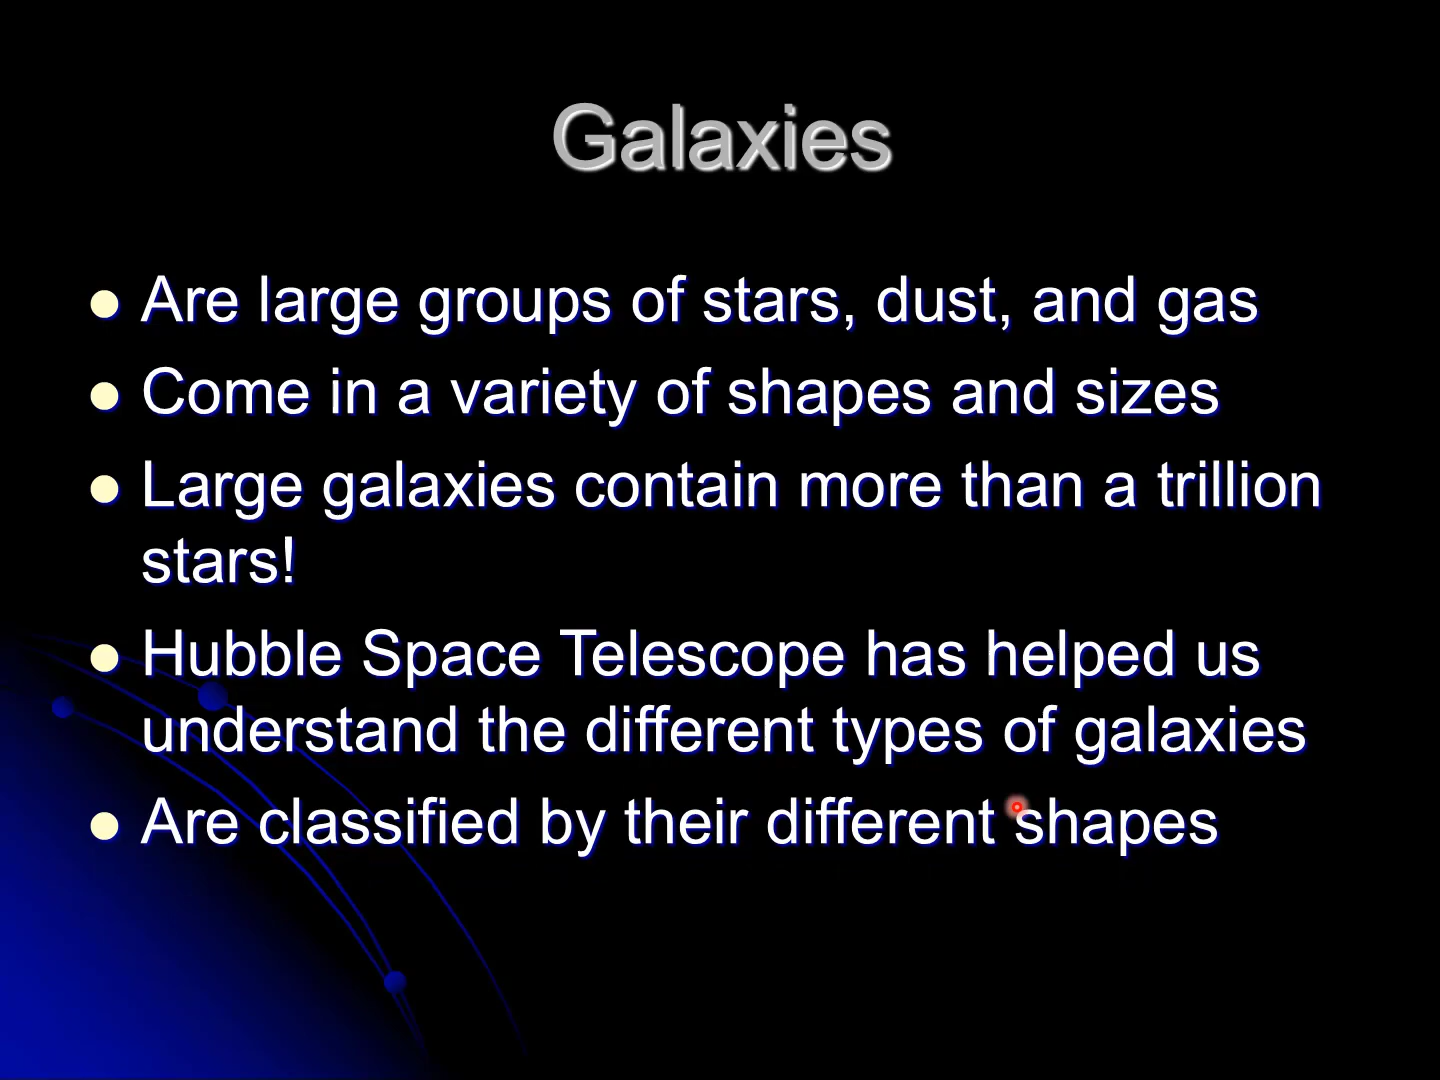 Galaxies
Are large groups of stars, dust, and gas
Come in a variety of shapes and sizes
Large galaxies contain more than a trillion
stars!
Hubble Space Telescope has helped us
understand the different types of galaxies
Are classified by their different shapes